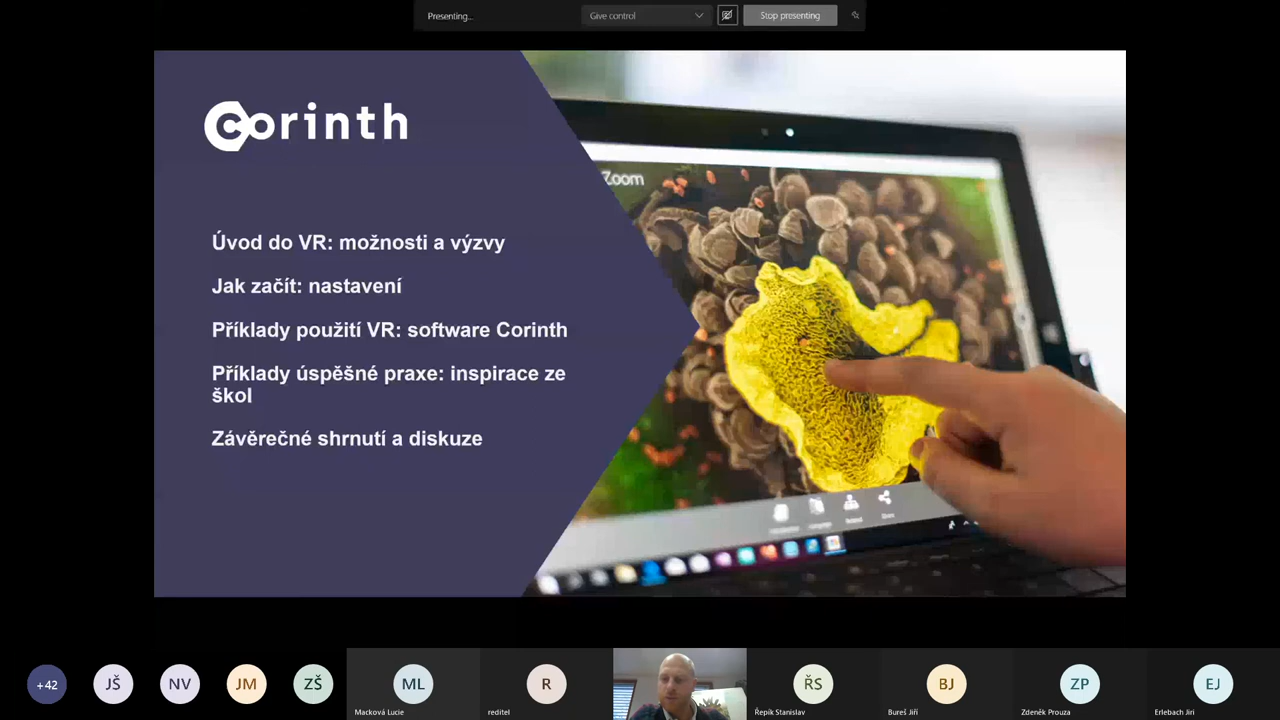 Presenting...
Give control
Stop presenting
Corinth
Zoom
Úvod do VR: možnosti a výzvy
Jak začít: nastavení
Příklady použití VR: software Corinth
Příklady úspěšné praxe: inspirace ze
škol
Závěrečné shrnutí a diskuze
+42
JŠ
NV
JM
ZŠ
ML
R
ŘS
BJ
ZP
EJ
Macková Lucie
reditel
Řepík Stanislav
Bureš Jiří
Zdeněk Prouza
Erlebach Jiri